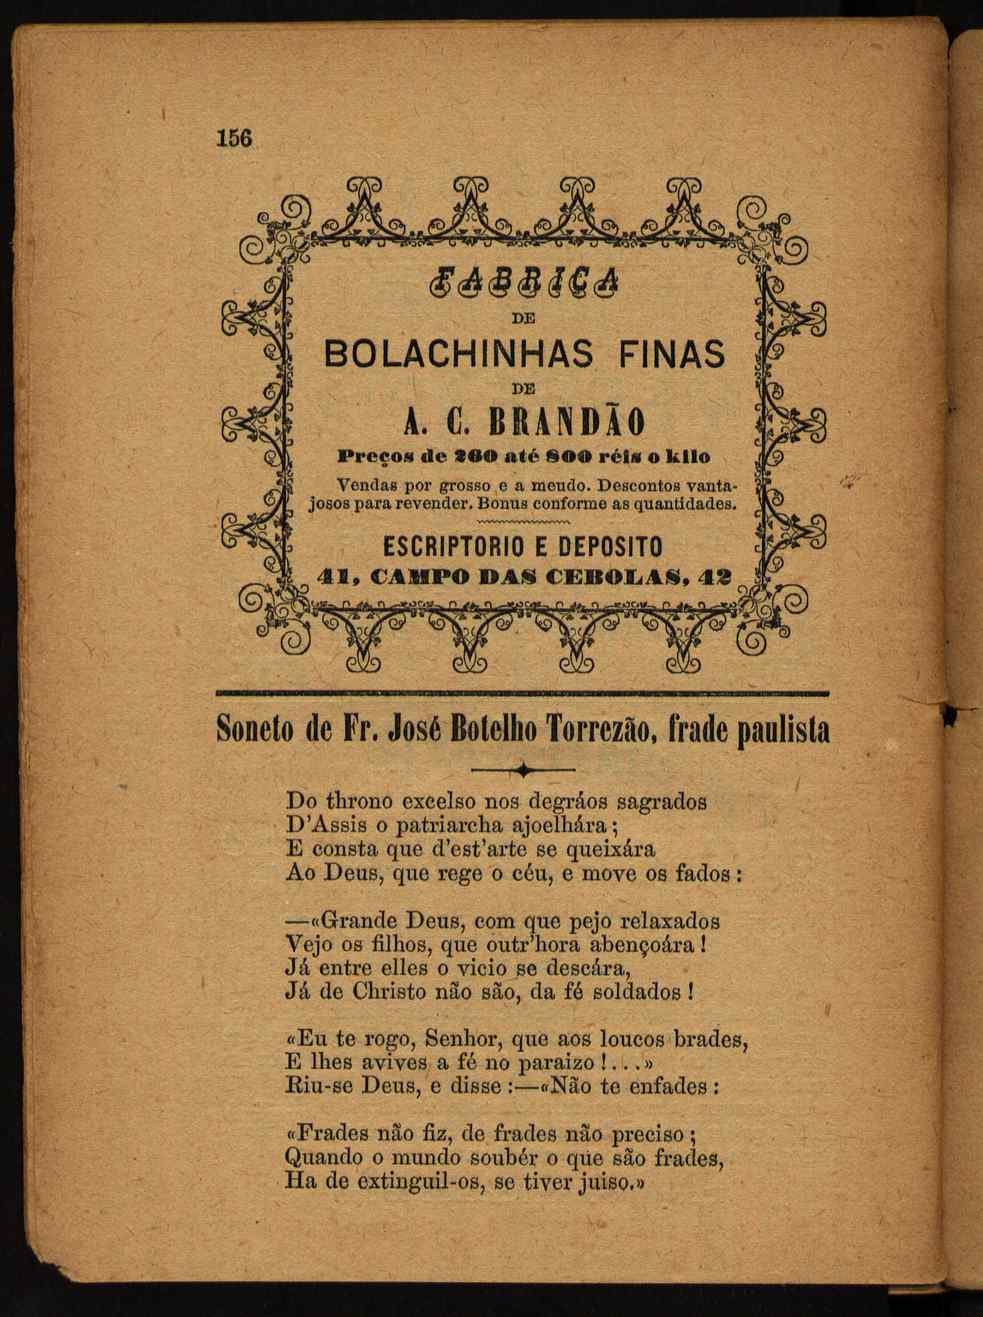 156
FABRICA
DE
BOLACHINHAS FINAS
DE
A. C. BRANDÃO
Preços de 260 até 800 réis o kilo
Vendas por grosso e a meudo. Descontos vanta-
josos para revender. Bonus conforme as quantidades.
ESCRIPTORIO E DEPOSITO
41, CAMPO DAS CEBOLAS, 42
Soneto de Fr. José Botelho Torrezão, frade paulista
Do throno excelso nos degráos sagrados
D'Assis o patriarcha ajoelhára;
E consta que d'est'arte se queixára
Ao Deus, que rege o céu, e move os fados:
—«Grande Deus, com que pejo relaxados
Vejo os filhos, que outr'hora abençoára!
Já entre elles o vicio se descára,
Já de Christo não são, da fé soldados!
«Eu te rogo, Senhor, que aos loucos brades,
E lhes avives a fé no paraizo!...»
Riu-se Deus, e disse:—«Não te enfades:
«Frades não fiz, de frades não preciso;
Quando o mundo soubér o que são frades,
Ha de extinguil-os, se tiver juiso.»